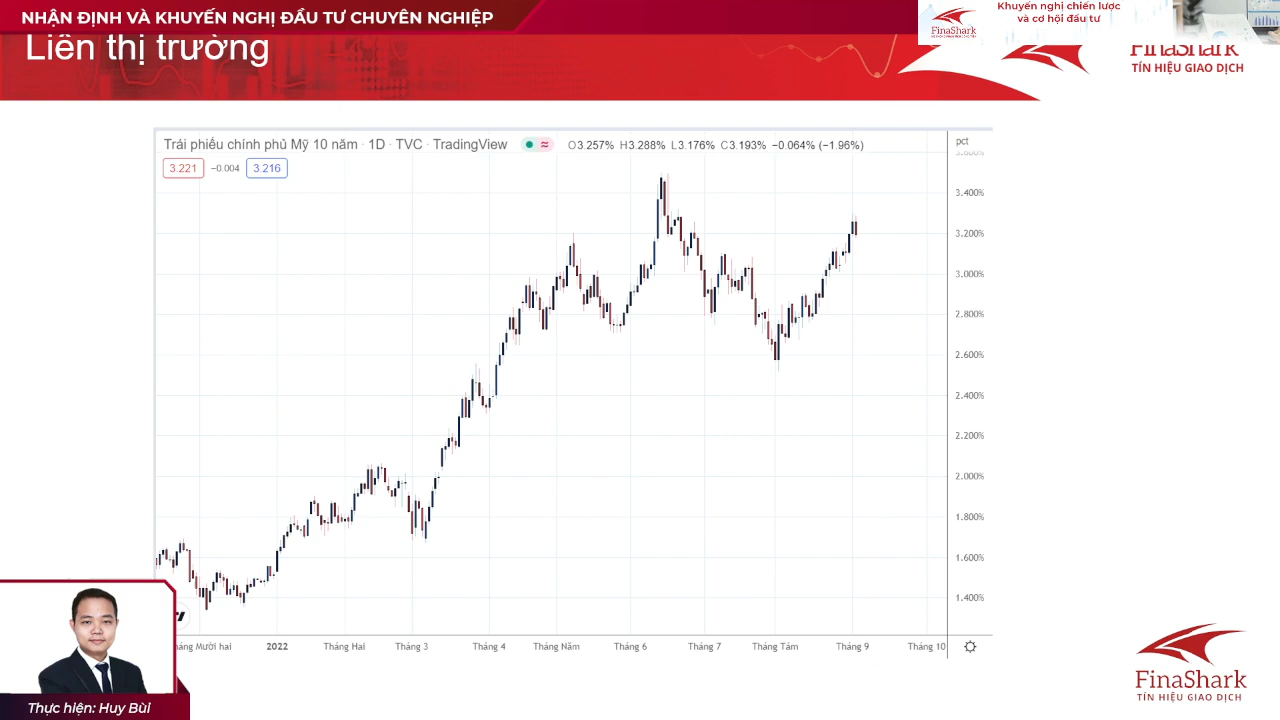 NHẬN ĐỊNH VÀ KHUYẾN NGHỊ ĐẦU TƯ CHUYÊN NGHIỆP
Khuyến nghị chiến lược
và cơ hội đầu tư
FinaShark
Liên thị trường
FinaShark
TÍN HIỆU GIAO DỊCH
Trái phiếu chính phủ Mỹ 10 năm · 1D · TVC · TradingView
O3.257% H3.288% L3.176% C3.193% −0.064% (−1.96%)
pct
3.221 −0.004 3.216
3.600%
3.400%
3.200%
3.000%
2.800%
2.600%
2.400%
2.200%
2.000%
1.800%
1.600%
1.400%
háng Mười hai 2022 Tháng Hai Tháng 3 Tháng 4 Tháng Năm Tháng 6 Tháng 7 Tháng Tám Tháng 9 Tháng 10
Thực hiện: Huy Bùi
FinaShark
TÍN HIỆU GIAO DỊCH